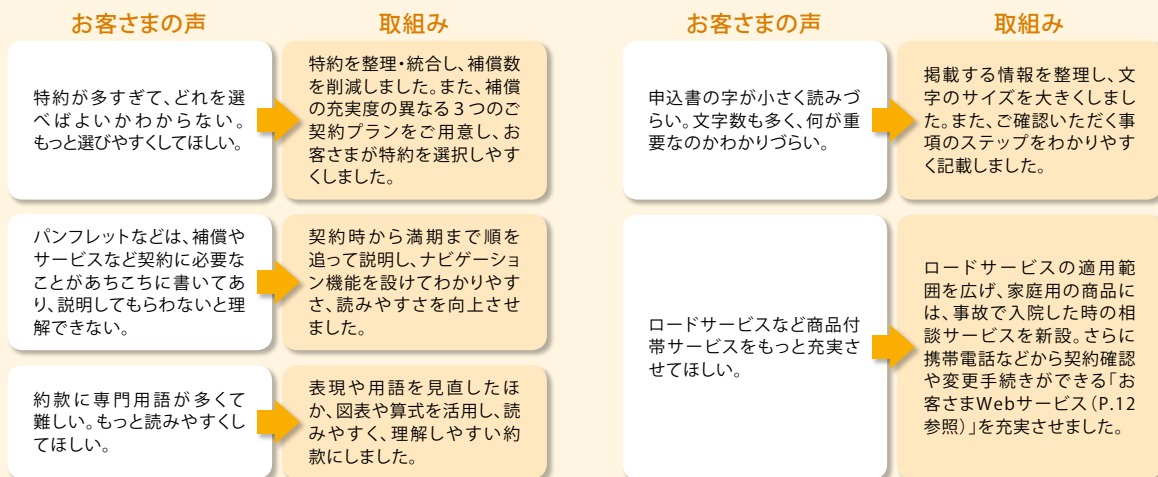 お客さまの声
取組み
特約が多すぎて、どれを選
べばよいかわからない。
もっと選びやすくしてほしい。
特約を整理・統合し、補償数
を削減しました。また、補償
の充実度の異なる3つのご
契約プランをご用意し、お
客さまが特約を選択しやす
くしました。
パンフレットなどは、補償や
サービスなど契約に必要な
ことがあちこちに書いてあ
り、説明してもらわないと理
解できない。
契約時から満期まで順を
追って説明し、ナビゲーショ
ン機能を設けてわかりやす
さ、読みやすさを向上させ
ました。
約款に専門用語が多くて
難しい。もっと読みやすくし
てほしい。
表現や用語を見直したほ
か、図表や算式を活用し、読
みやすく、理解しやすい約
款にしました。
お客さまの声
取組み
申込書の字が小さく読みづ
らい。文字数も多く、何が重
要なのかわかりづらい。
掲載する情報を整理し、文
字のサイズを大きくしまし
た。また、ご確認いただく事
項のステップをわかりやす
く記載しました。
ロードサービスなど商品付
帯サービスをもっと充実さ
せてほしい。
ロードサービスの適用範
囲を広げ、家庭用の商品に
は、事故で入院した時の相
談サービスを新設。さらに
携帯電話などから契約確認
や変更手続きができる「お
客さまWebサービス(P.12
参照)」を充実させました。